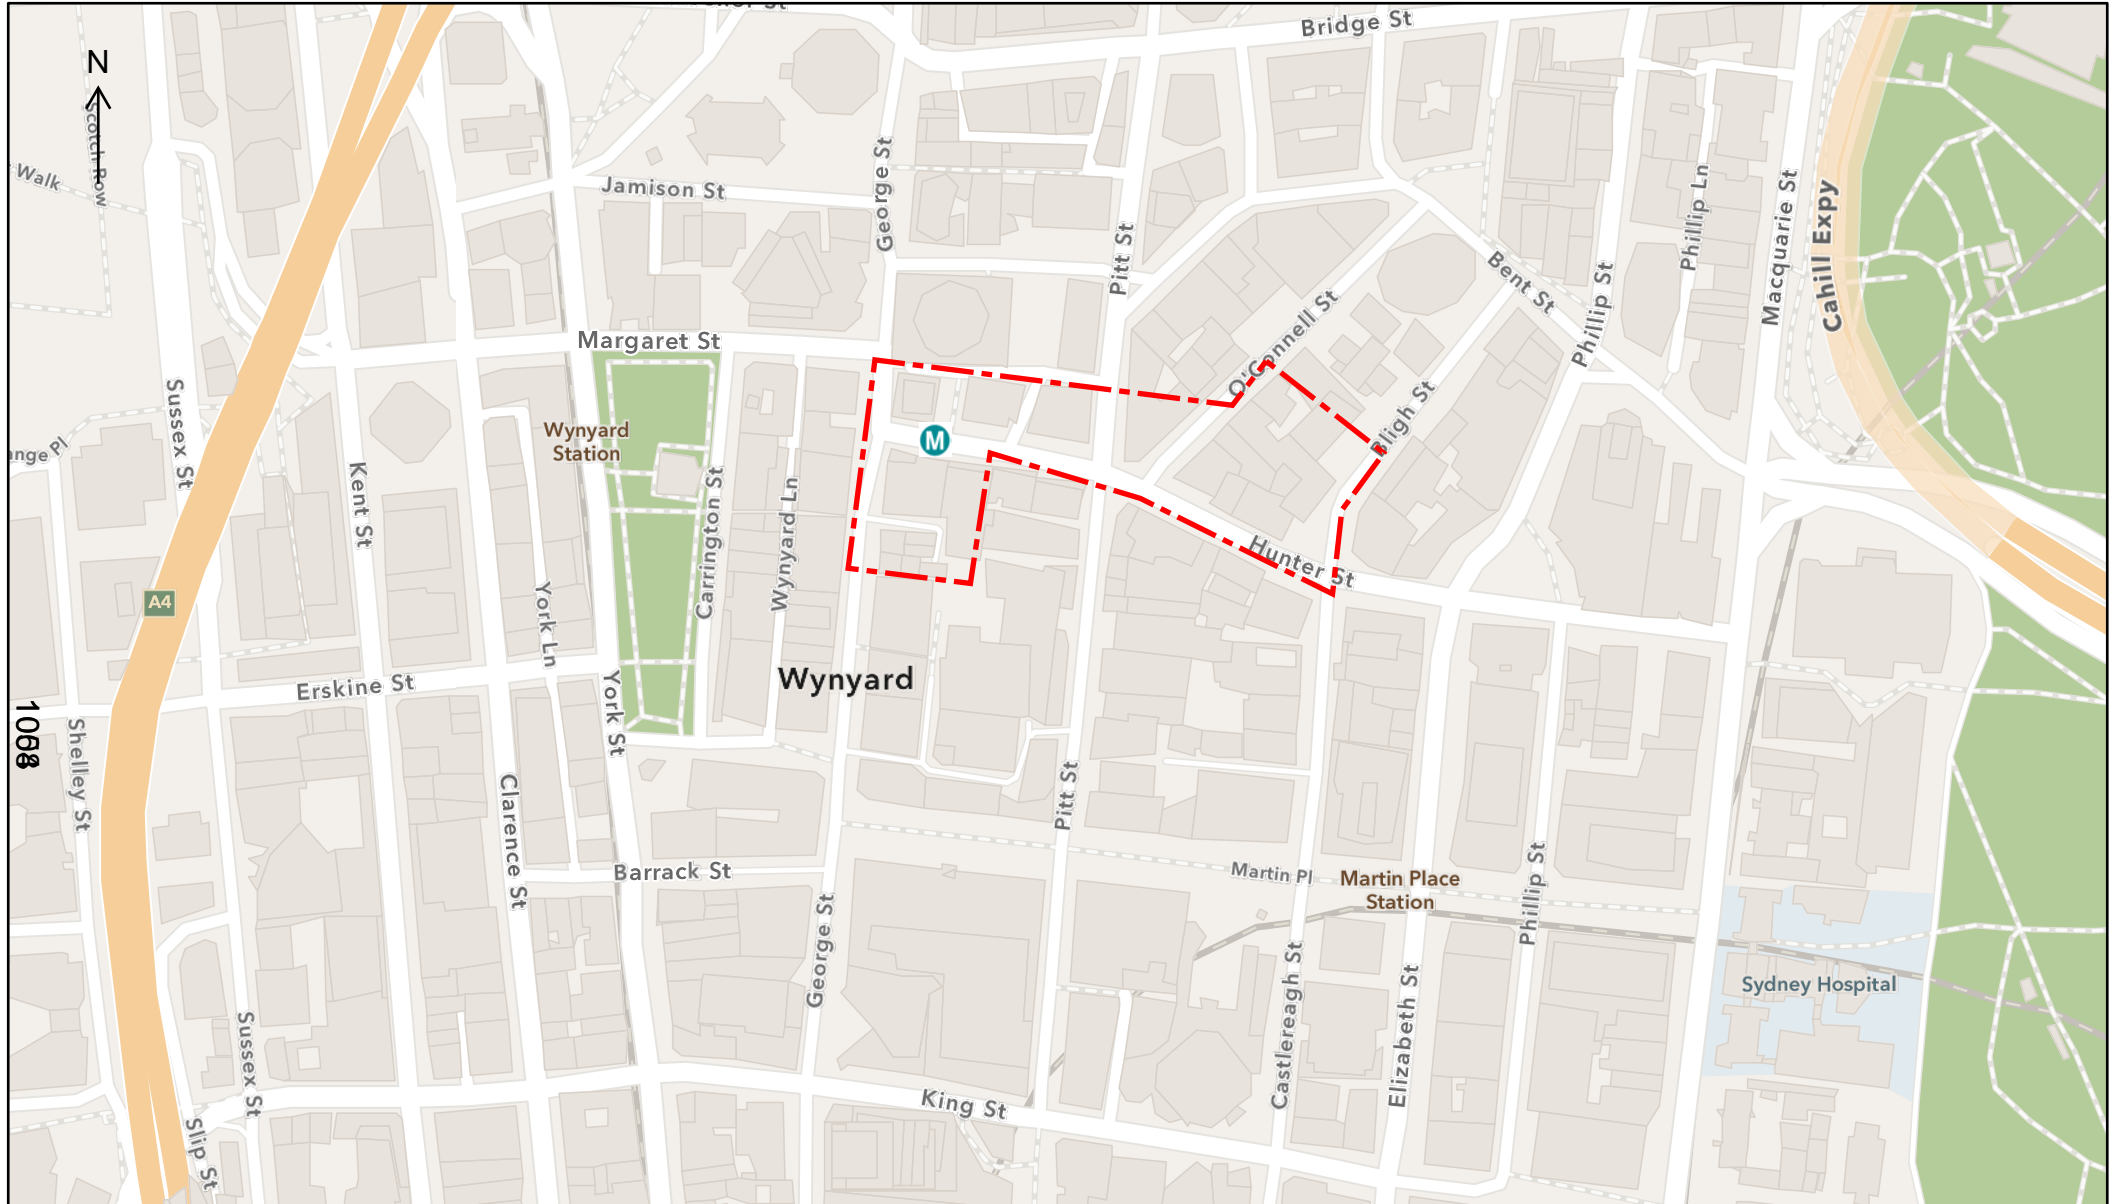 Bridge St
N
Scotch Row
Walk
Jamison St
George St
Pitt St
Phillip Ln
Macquarie St
Cahill Expy
Bent St
Phillip St
O'Connell St
Margaret St
Sussex St
Wynyard
Station
M
Bligh St
Kent St
Carrington St
Wynyard Ln
Hunter St
A4
York Ln
Wynyard
Erskine St
York St
Shelley St
Clarence St
Pitt St
Barrack St
Martin Pl
Martin Place
Station
Phillip St
George St
Castlereagh St
Elizabeth St
Sydney Hospital
Sussex St
King St
Slip St